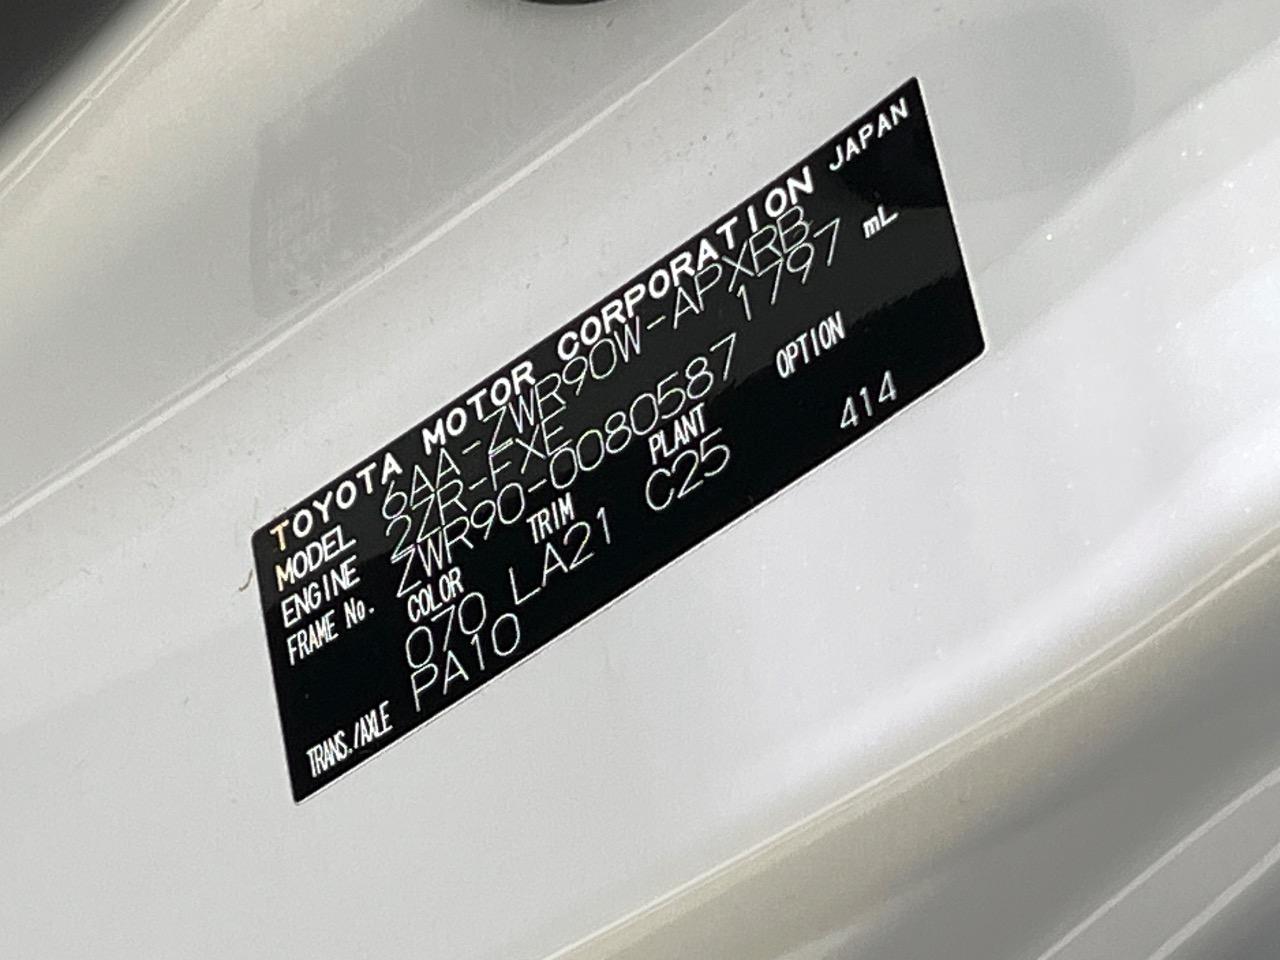 TOYOTA MOTOR CORPORATION JAPAN
MODEL 6AA-ZWR90W-APXRB
ENGINE 2ZR-FXE 1797 mL
FRAME No. ZWR90-0080587
COLOR TRIM PLANT OPTION
070 LA21 C25 414
TRANS./AXLE PA10